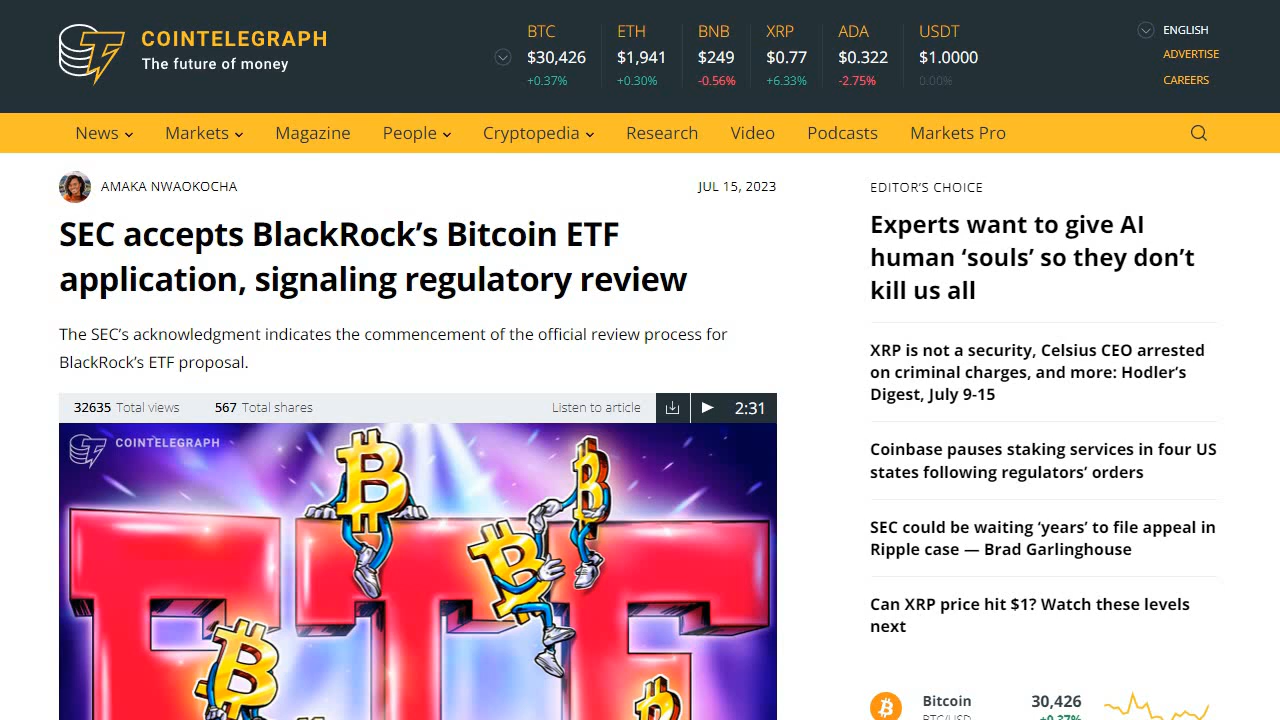 COINTELEGRAPH
The future of money
BTC
$30,426
+0.37%
ETH
$1,941
+0.30%
BNB
$249
-0.56%
XRP
$0.77
+6.33%
ADA
$0.322
-2.75%
USDT
$1.0000
0.00%
ENGLISH
ADVERTISE
CAREERS
News
Markets
Magazine
People
Cryptopedia
Research
Video
Podcasts
Markets Pro
AMAKA NWAOKOCHA
JUL 15, 2023
SEC accepts BlackRock’s Bitcoin ETF
application, signaling regulatory review
The SEC’s acknowledgment indicates the commencement of the official review process for
BlackRock’s ETF proposal.
32635 Total views
567 Total shares
Listen to article
2:31
COINTELEGRAPH
ETF
EDITOR’S CHOICE
Experts want to give AI
human ‘souls’ so they don’t
kill us all
XRP is not a security, Celsius CEO arrested
on criminal charges, and more: Hodler’s
Digest, July 9-15
Coinbase pauses staking services in four US
states following regulators’ orders
SEC could be waiting ‘years’ to file appeal in
Ripple case — Brad Garlinghouse
Can XRP price hit $1? Watch these levels
next
Bitcoin
30,426
BTC/USD
+0.37%